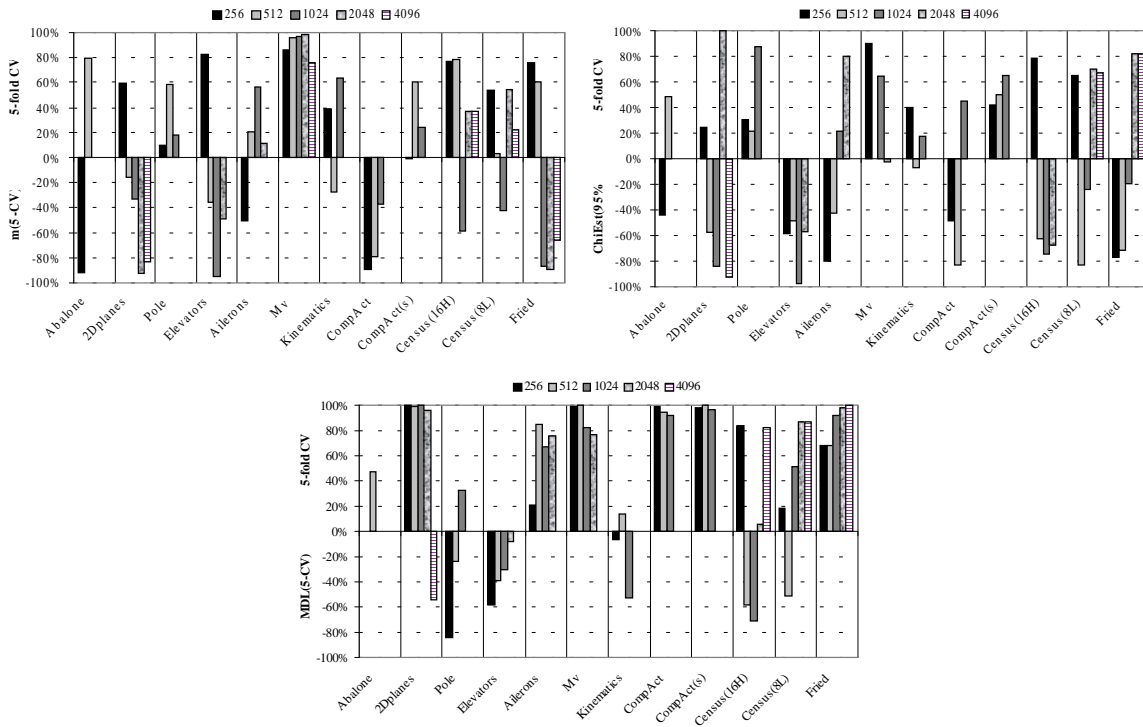 256 512 1024 2048 4096
100%
80%
60%
40%
20%
0%
-20%
-40%
-60%
-80%
-100%
5-fold CV
m(5-CV)
Abalone
2Dplanes
Pole
Elevators
Ailerons
Mv
Kinematics
CompAct
CompAct(s)
Census(16H)
Census(8L)
Fried
256 512 1024 2048 4096
100%
80%
60%
40%
20%
0%
-20%
-40%
-60%
-80%
-100%
5-fold CV
ChiEst(95%
Abalone
2Dplanes
Pole
Elevators
Ailerons
Mv
Kinematics
CompAct
CompAct(s)
Census(16H)
Census(8L)
Fried
256 512 1024 2048 4096
100%
80%
60%
40%
20%
0%
-20%
-40%
-60%
-80%
-100%
5-fold CV
MDL(5-CV)
Abalone
2Dplanes
Pole
Elevators
Ailerons
Mv
Kinematics
CompAct
CompAct(s)
Census(16H)
Census(8L)
Fried